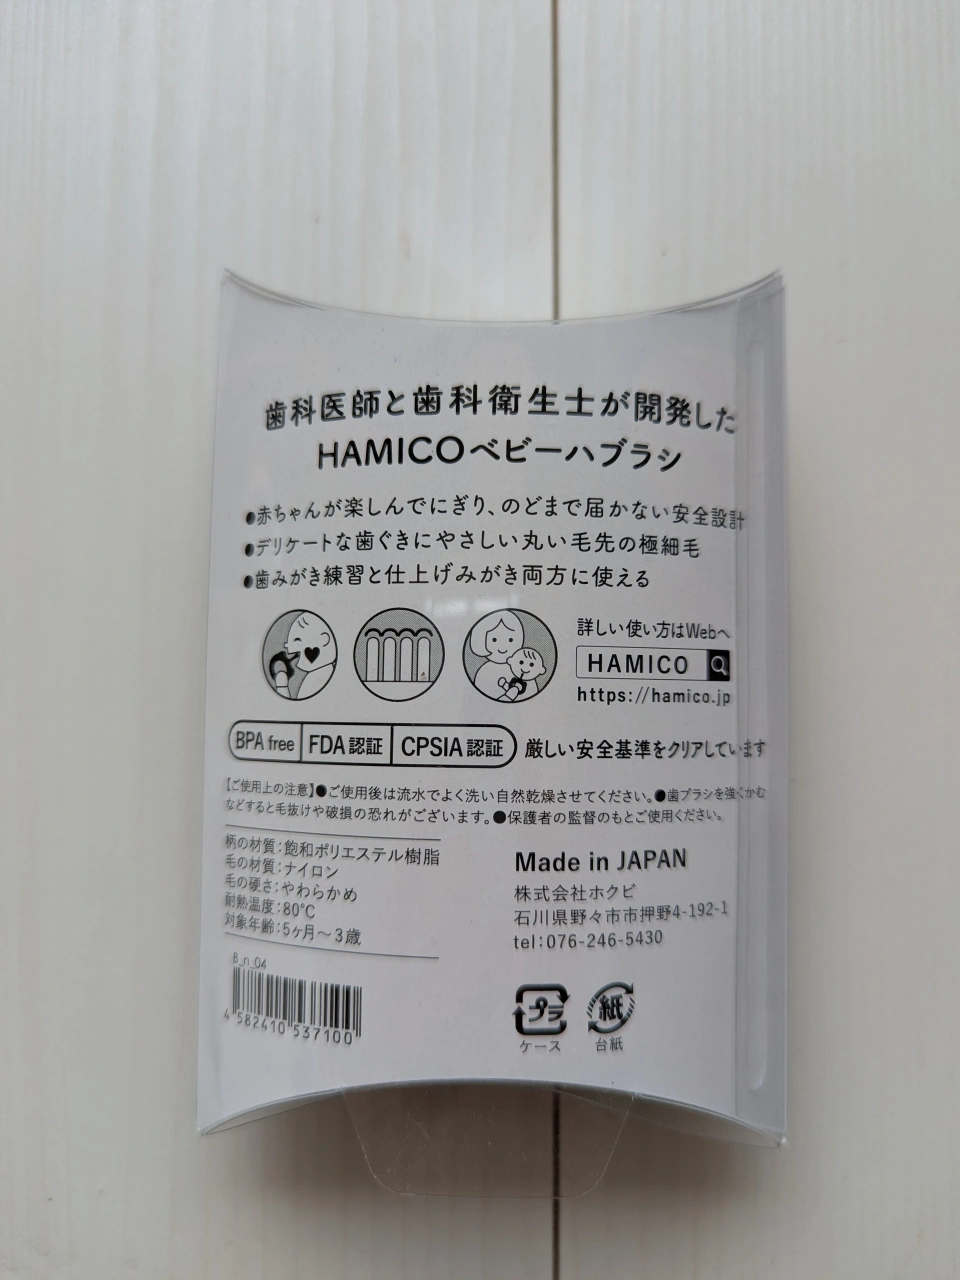 歯科医師と歯科衛生士が開発した
HAMICOベビーハブラシ
●赤ちゃんが楽しんでにぎり、のどまで届かない安全設計
●デリケートな歯ぐきにやさしい丸い毛先の極細毛
●歯みがき練習と仕上げみがき両方に使える
詳しい使い方はWebへ
HAMICO
https://hamico.jp
BPA free FDA認証 CPSIA認証 厳しい安全基準をクリアしています
【ご使用上の注意】●ご使用後は流水でよく洗い自然乾燥させてください。●歯ブラシを強くかむ
などすると毛抜けや破損の恐れがございます。●保護者の監督のもとご使用ください。
柄の材質:飽和ポリエステル樹脂
毛の材質:ナイロン
毛の硬さ:やわらかめ
耐熱温度:80℃
対象年齢:5ヶ月〜3歳
Made in JAPAN
株式会社ホクビ
石川県野々市市押野4-192-1
tel:076-246-5430
B_n_04
4 582410 537100
プラ
ケース
紙
台紙